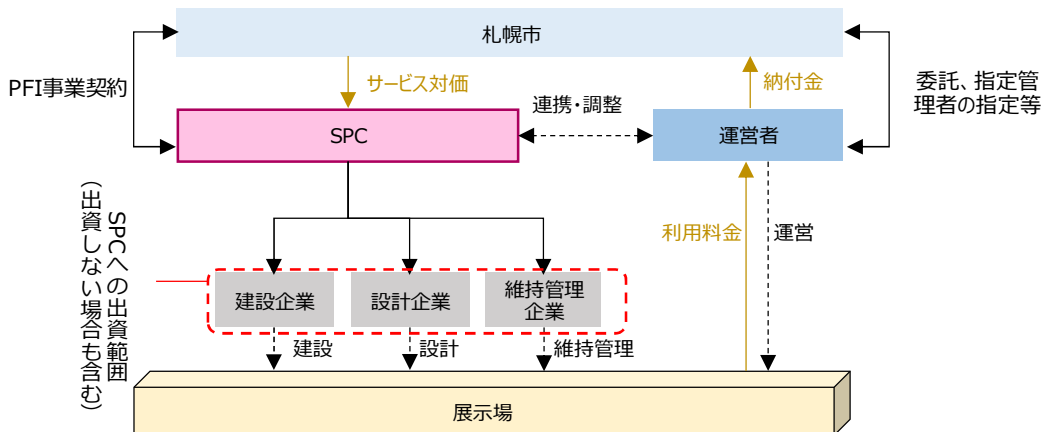 札幌市
PFI事業契約
サービス対価
納付金
委託、指定管
理者の指定等
連携・調整
SPC
運営者
SPCへの出資範囲
(出資しない場合も含む)
利用料金
運営
建設企業
設計企業
維持管理
企業
建設
設計
維持管理
展示場